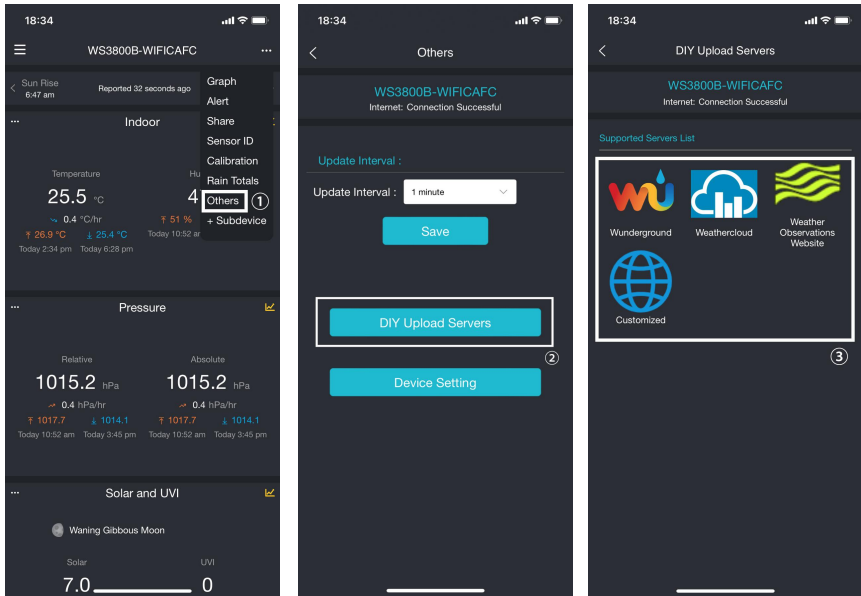 18:34
WS3800B-WIFICAFC
Sun Rise
6:47 am
Reported 32 seconds ago
Graph
Alert
Share
Sensor ID
Calibration
Rain Totals
Others ①
+ Subdevice
Indoor
Temperature
Hu
25.5 °C
4
0.4 °C/hr
51 %
26.9 °C 25.4 °C
Today 10:52 am
Today 2:34 pm Today 6:28 pm
Pressure
Relative Absolute
1015.2 hPa 1015.2 hPa
0.4 hPa/hr 0.4 hPa/hr
1017.7 1014.1 1017.7 1014.1
Today 10:52 am Today 3:45 pm Today 10:52 am Today 3:45 pm
Solar and UVI
Waning Gibbous Moon
Solar UVI
7.0 0
18:34
Others
WS3800B-WIFICAFC
Internet: Connection Successful
Update Interval :
Update Interval : 1 minute
Save
DIY Upload Servers
②
Device Setting
18:34
DIY Upload Servers
WS3800B-WIFICAFC
Internet: Connection Successful
Supported Servers List
Wunderground
Weathercloud
Weather
Observations
Website
Customized
③